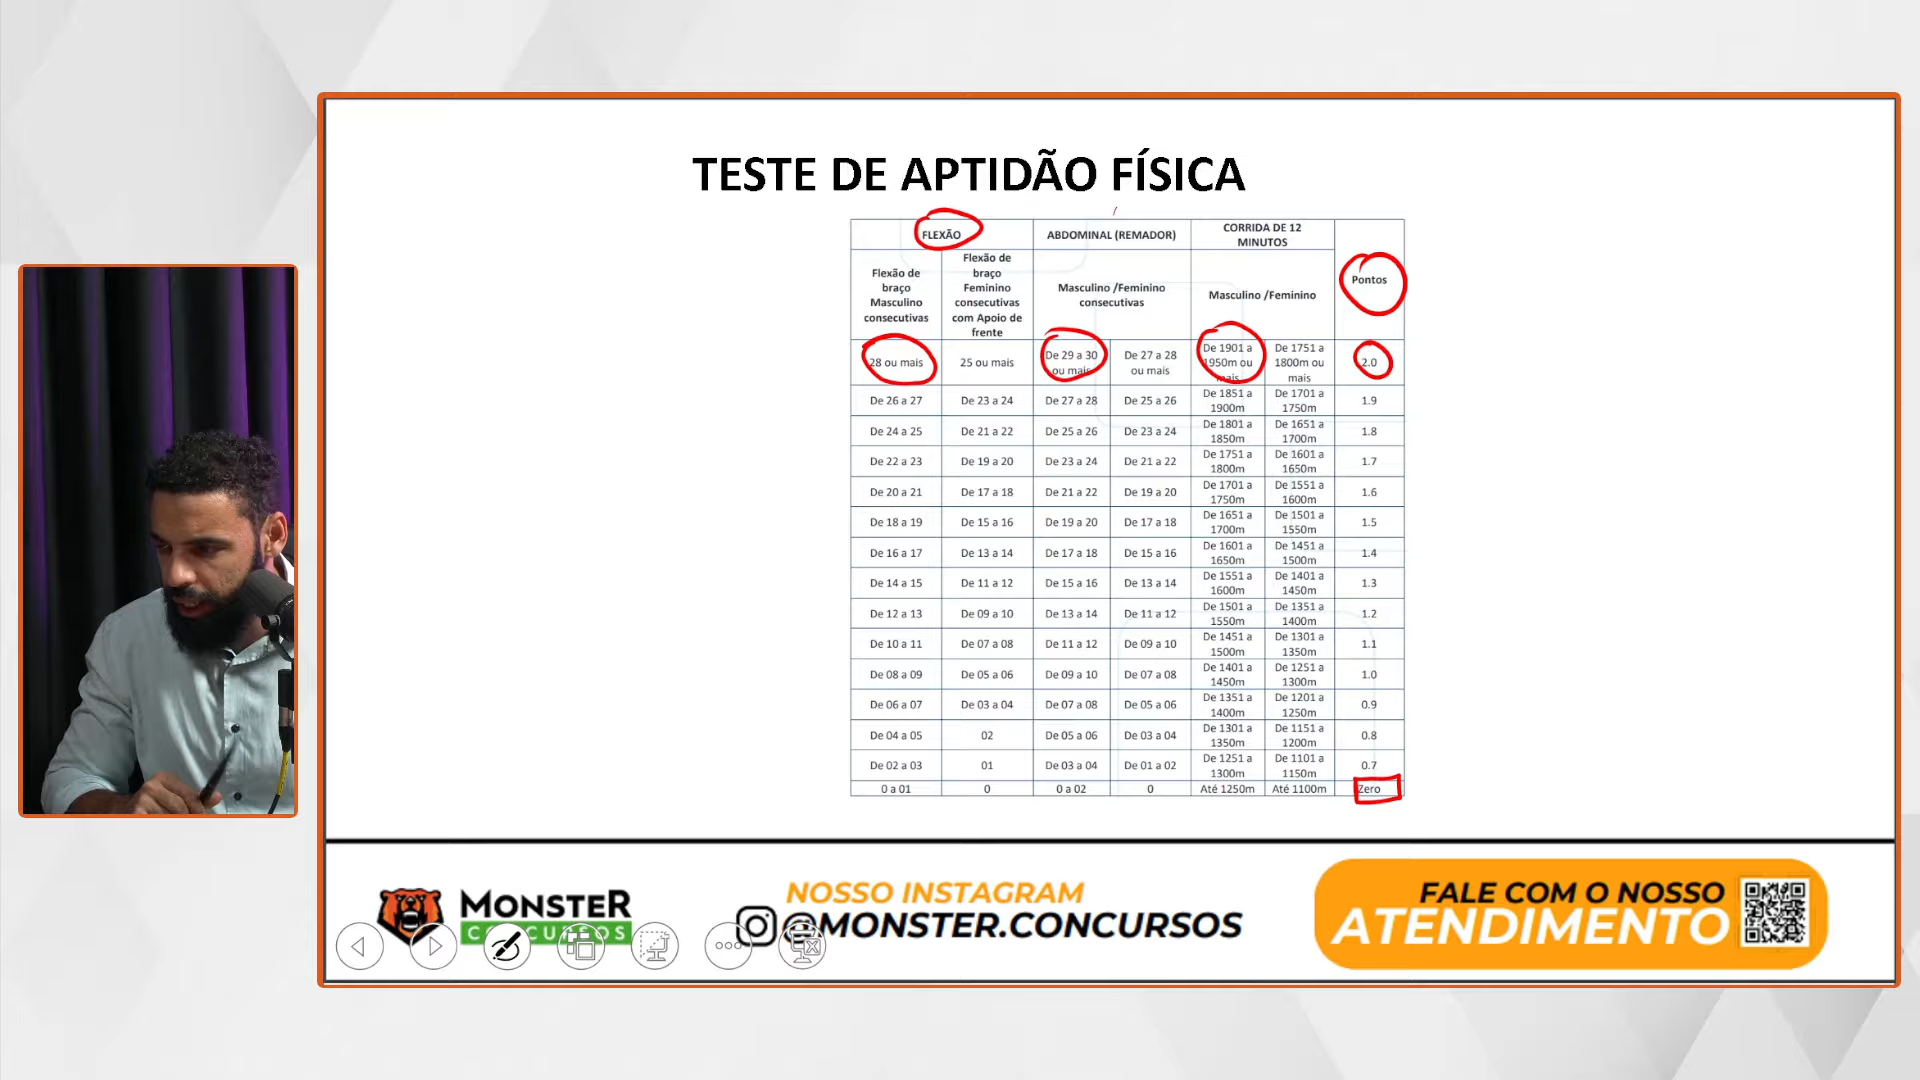 TESTE DE APTIDÃO FÍSICA
FLEXÃO ABDOMINAL (REMADOR) CORRIDA DE 12 MINUTOS Pontos
Flexão de braço Masculino consecutivas Flexão de braço Feminino consecutivas com Apoio de frente Masculino /Feminino consecutivas Masculino /Feminino
28 ou mais 25 ou mais De 29 a 30 ou mais De 27 a 28 ou mais De 1901 a 1950m ou mais De 1751 a 1800m ou mais 2.0
De 26 a 27 De 23 a 24 De 27 a 28 De 25 a 26 De 1851 a 1900m De 1701 a 1750m 1.9
De 24 a 25 De 21 a 22 De 25 a 26 De 23 a 24 De 1801 a 1850m De 1651 a 1700m 1.8
De 22 a 23 De 19 a 20 De 23 a 24 De 21 a 22 De 1751 a 1800m De 1601 a 1650m 1.7
De 20 a 21 De 17 a 18 De 21 a 22 De 19 a 20 De 1701 a 1750m De 1551 a 1600m 1.6
De 18 a 19 De 15 a 16 De 19 a 20 De 17 a 18 De 1651 a 1700m De 1501 a 1550m 1.5
De 16 a 17 De 13 a 14 De 17 a 18 De 15 a 16 De 1601 a 1650m De 1451 a 1500m 1.4
De 14 a 15 De 11 a 12 De 15 a 16 De 13 a 14 De 1551 a 1600m De 1401 a 1450m 1.3
De 12 a 13 De 09 a 10 De 13 a 14 De 11 a 12 De 1501 a 1550m De 1351 a 1400m 1.2
De 10 a 11 De 07 a 08 De 11 a 12 De 09 a 10 De 1451 a 1500m De 1301 a 1350m 1.1
De 08 a 09 De 05 a 06 De 09 a 10 De 07 a 08 De 1401 a 1450m De 1251 a 1300m 1.0
De 06 a 07 De 03 a 04 De 07 a 08 De 05 a 06 De 1351 a 1400m De 1201 a 1250m 0.9
De 04 a 05 02 De 05 a 06 De 03 a 04 De 1301 a 1350m De 1151 a 1200m 0.8
De 02 a 03 01 De 03 a 04 De 01 a 02 De 1251 a 1300m De 1101 a 1150m 0.7
0 a 01 0 0 a 02 0 Até 1250m Até 1100m Zero
MONSTER
CONCURSOS
NOSSO INSTAGRAM
@MONSTER.CONCURSOS
FALE COM O NOSSO
ATENDIMENTO